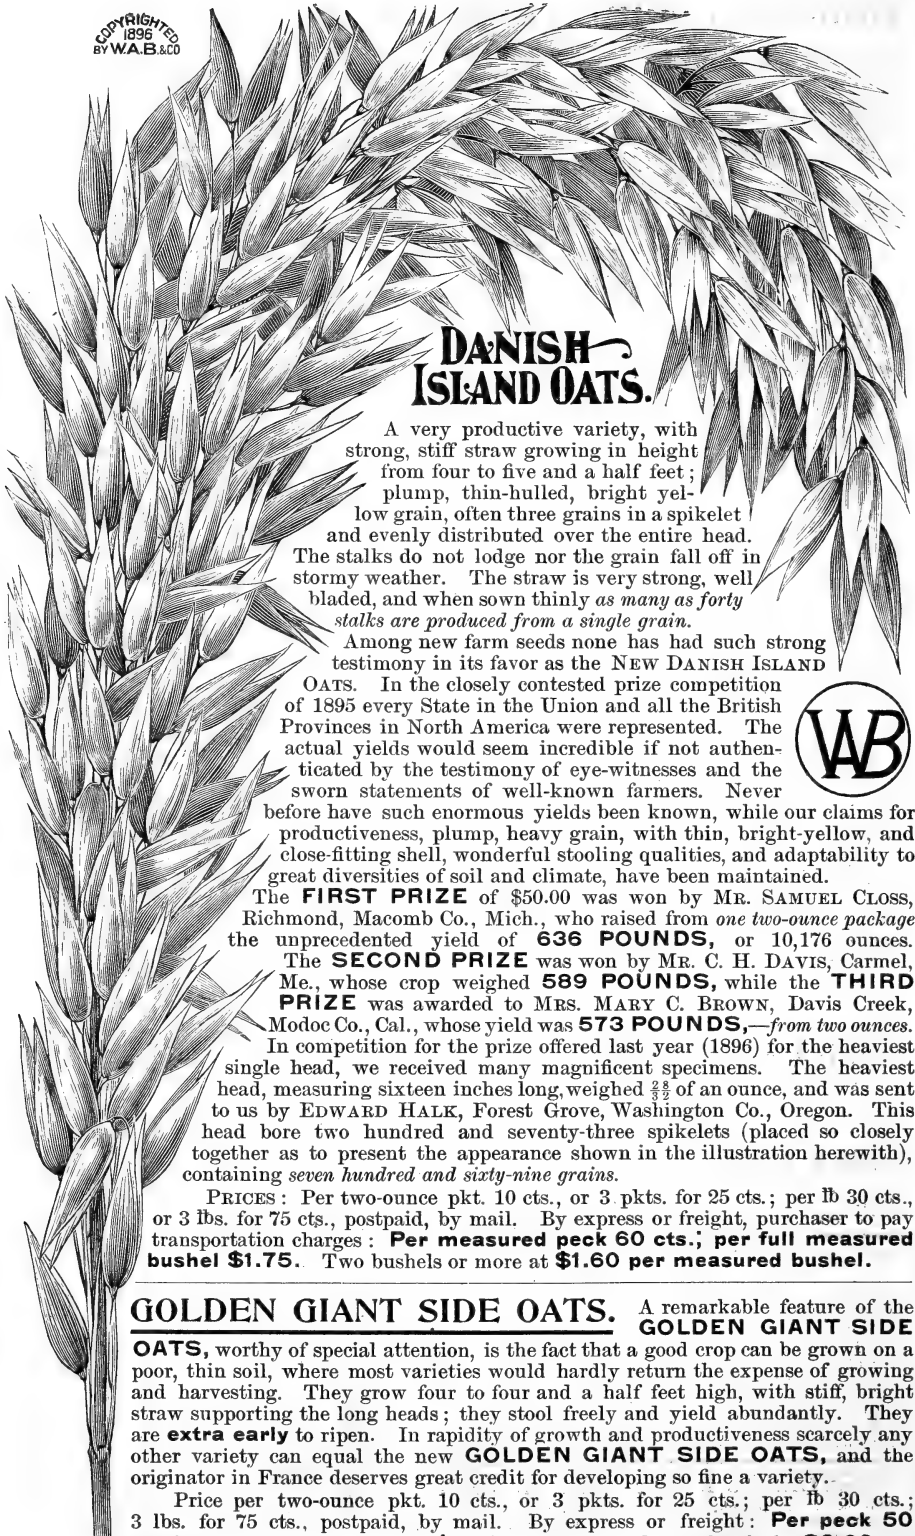 COPYRIGHTED
1896
BY W.A.B.&CO
DANISH
ISLAND OATS.
A very productive variety, with
strong, stiff straw growing in height
from four to five and a half feet;
plump, thin-hulled, bright yel-
low grain, often three grains in a spikelet
and evenly distributed over the entire head.
The stalks do not lodge nor the grain fall off in
stormy weather. The straw is very strong, well
bladed, and when sown thinly as many as forty
stalks are produced from a single grain.
Among new farm seeds none has had such strong
testimony in its favor as the NEW DANISH ISLAND
OATS. In the closely contested prize competition
of 1895 every State in the Union and all the British
Provinces in North America were represented. The
actual yields would seem incredible if not authen-
ticated by the testimony of eye-witnesses and the
sworn statements of well-known farmers. Never
WAB
before have such enormous yields been known, while our claims for
productiveness, plump, heavy grain, with thin, bright-yellow, and
close-fitting shell, wonderful stooling qualities, and adaptability to
great diversities of soil and climate, have been maintained.
The FIRST PRIZE of $50.00 was won by MR. SAMUEL CLOSS,
Richmond, Macomb Co., Mich., who raised from one two-ounce package
the unprecedented yield of 636 POUNDS, or 10,176 ounces.
The SECOND PRIZE was won by MR. C. H. DAVIS, Carmel,
Me., whose crop weighed 589 POUNDS, while the THIRD
PRIZE was awarded to MRS. MARY C. BROWN, Davis Creek,
Modoc Co., Cal., whose yield was 573 POUNDS,—from two ounces.
In competition for the prize offered last year (1896) for the heaviest
single head, we received many magnificent specimens. The heaviest
head, measuring sixteen inches long, weighed 28/32 of an ounce, and was sent
to us by EDWARD HALK, Forest Grove, Washington Co., Oregon. This
head bore two hundred and seventy-three spikelets (placed so closely
together as to present the appearance shown in the illustration herewith),
containing seven hundred and sixty-nine grains.
PRICES: Per two-ounce pkt. 10 cts., or 3 pkts. for 25 cts.; per lb 30 cts.,
or 3 lbs. for 75 cts., postpaid, by mail. By express or freight, purchaser to pay
transportation charges: Per measured peck 60 cts.; per full measured
bushel $1.75. Two bushels or more at $1.60 per measured bushel.
GOLDEN GIANT SIDE OATS. A remarkable feature of the
GOLDEN GIANT SIDE
OATS, worthy of special attention, is the fact that a good crop can be grown on a
poor, thin soil, where most varieties would hardly return the expense of growing
and harvesting. They grow four to four and a half feet high, with stiff, bright
straw supporting the long heads; they stool freely and yield abundantly. They
are extra early to ripen. In rapidity of growth and productiveness scarcely any
other variety can equal the new GOLDEN GIANT SIDE OATS, and the
originator in France deserves great credit for developing so fine a variety.
Price per two-ounce pkt. 10 cts., or 3 pkts. for 25 cts.; per lb 30 cts.;
3 lbs. for 75 cts., postpaid, by mail. By express or freight: Per peck 50